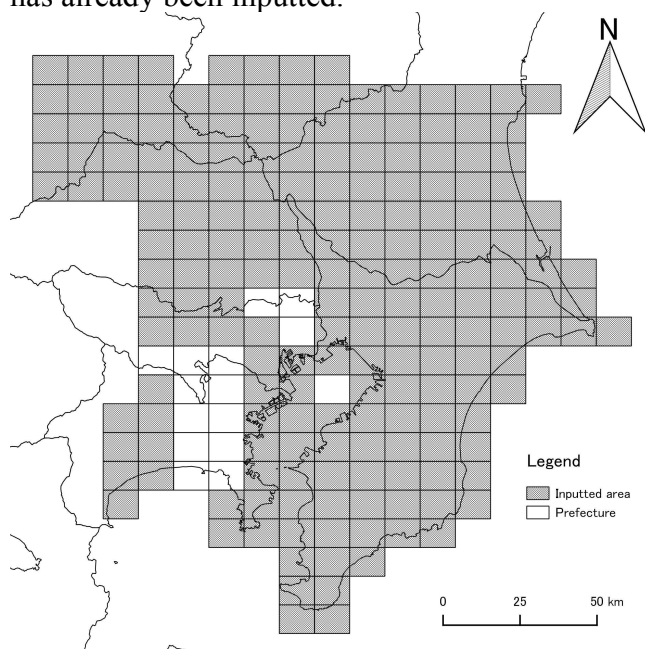 has already been inputted.
N
Legend
Inputted area
Prefecture
0 25 50 km